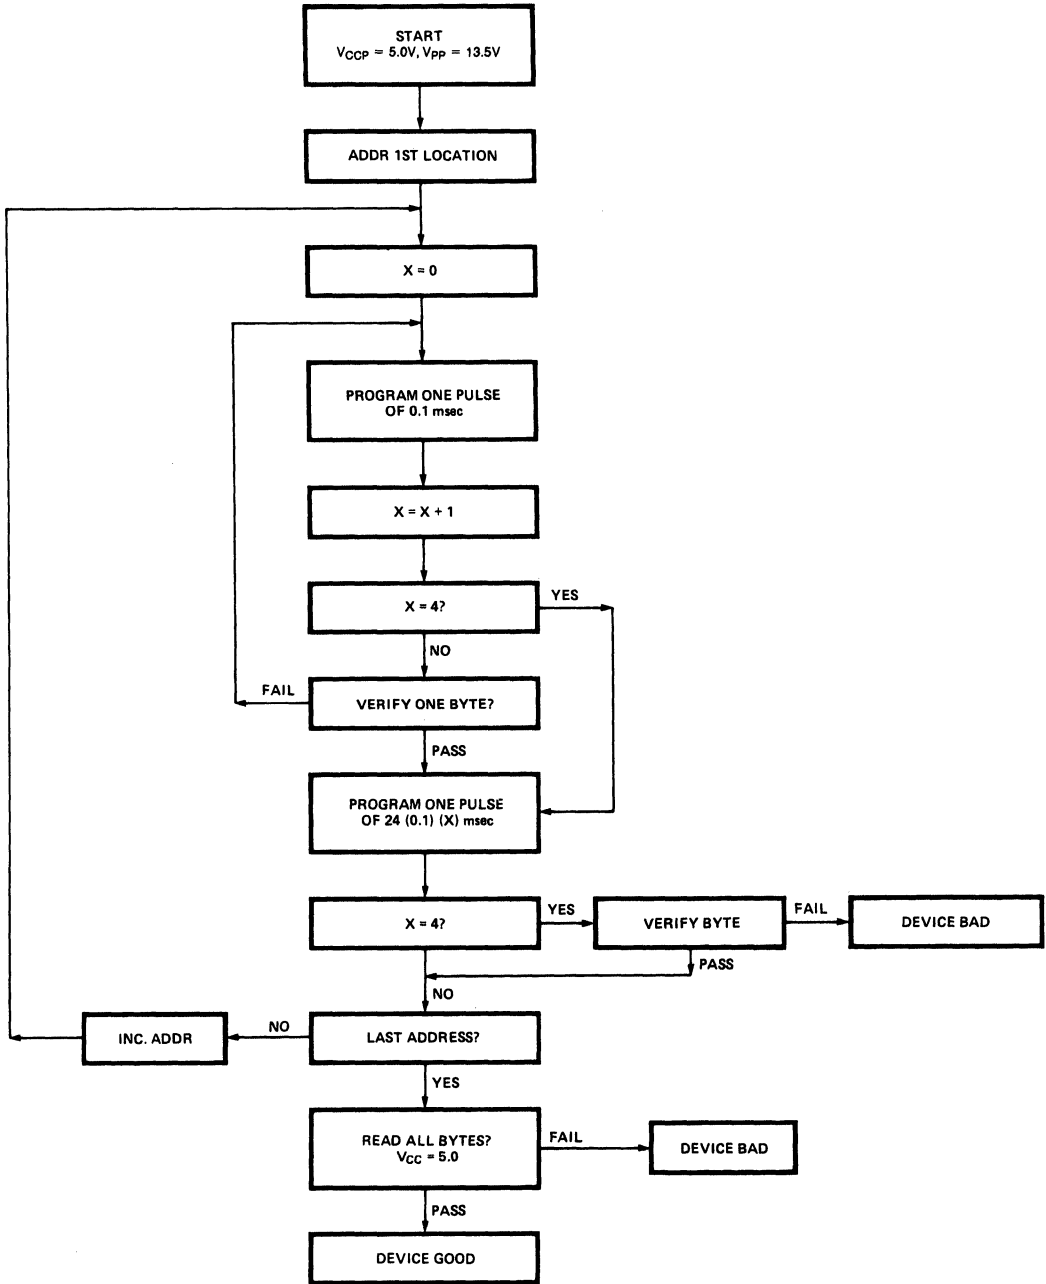 START
VCCP = 5.0V, VPP = 13.5V
ADDR 1ST LOCATION
X = 0
PROGRAM ONE PULSE
OF 0.1 msec
X = X + 1
X = 4?
YES
NO
VERIFY ONE BYTE?
FAIL
PASS
PROGRAM ONE PULSE
OF 24 (0.1) (X) msec
X = 4?
YES
VERIFY BYTE
FAIL
DEVICE BAD
PASS
NO
LAST ADDRESS?
NO
INC. ADDR
YES
READ ALL BYTES?
VCC = 5.0
FAIL
DEVICE BAD
PASS
DEVICE GOOD